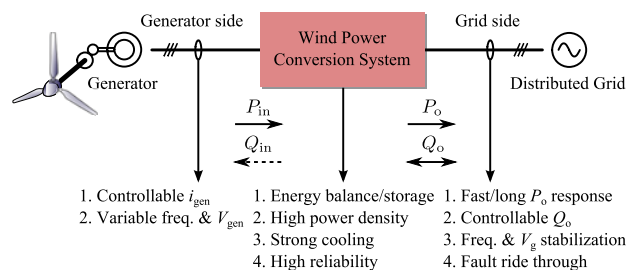 Generator side
Wind Power
Conversion System
Grid side
Generator
Distributed Grid
P_in
P_o
Q_in
Q_o
1. Controllable i_gen
2. Variable freq. & V_gen
1. Energy balance/storage
2. High power density
3. Strong cooling
4. High reliability
1. Fast/long P_o response
2. Controllable Q_o
3. Freq. & V_g stabilization
4. Fault ride through